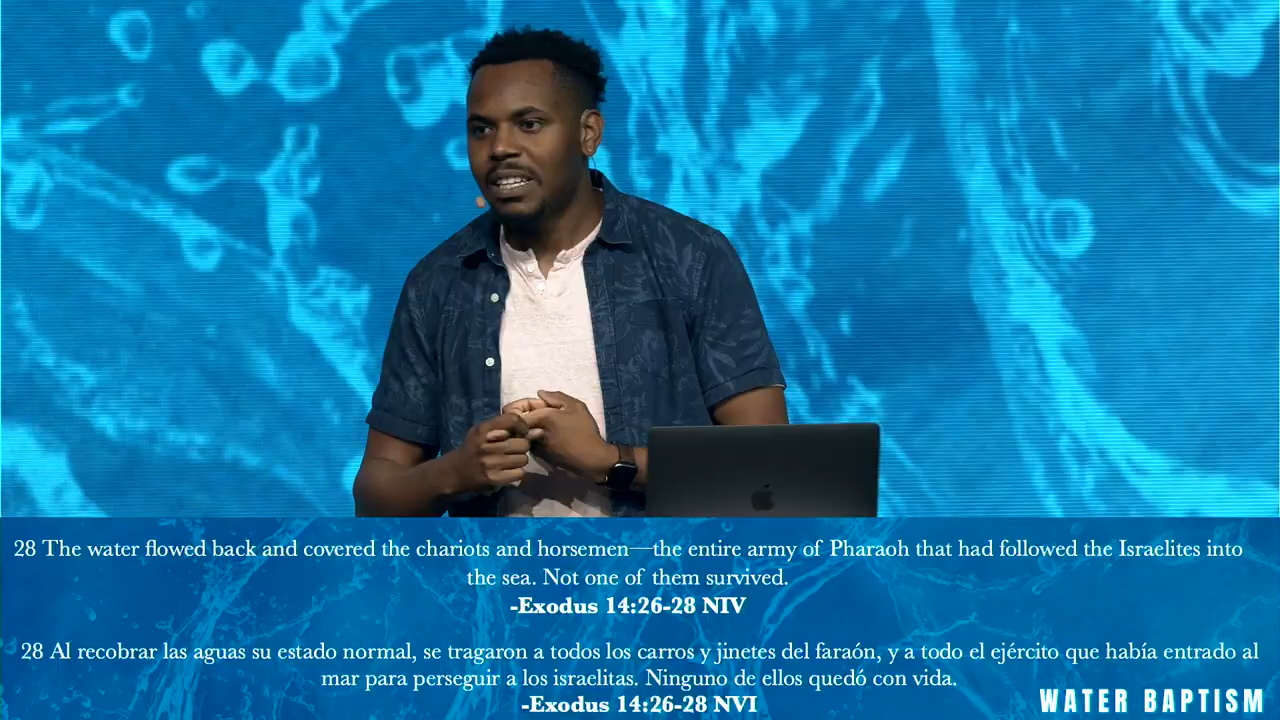 28 The water flowed back and covered the chariots and horsemen—the entire army of Pharaoh that had followed the Israelites into
the sea. Not one of them survived.
-Exodus 14:26-28 NIV
28 Al recobrar las aguas su estado normal, se tragaron a todos los carros y jinetes del faraón, y a todo el ejército que había entrado al
mar para perseguir a los israelitas. Ninguno de ellos quedó con vida.
-Exodus 14:26-28 NVI
WATER BAPTISM